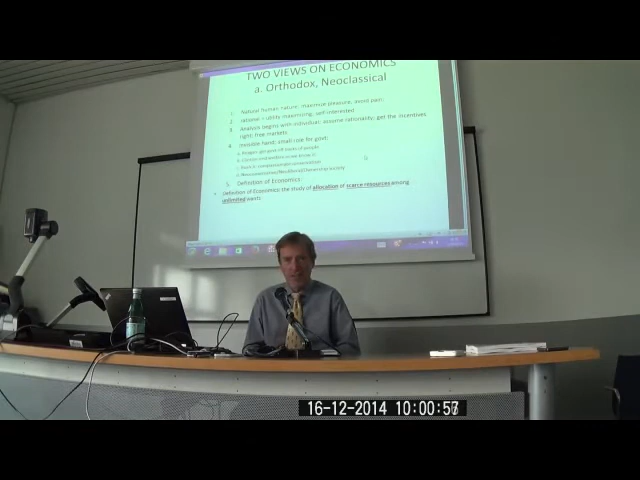 TWO VIEWS ON ECONOMICS
a. Orthodox, Neoclassical
1. Natural human nature: maximize pleasure, avoid pain.
2. rational = utility maximizing, self interested.
3. Analysis begins with individual; assume rationality; get the incentives
right; free markets
4. Invisible hand; small role for govt;
5. Definition of Economics.
• Definition of Economics: the study of allocation of scarce resources among
unlimited wants
16-12-2014 10:00:57